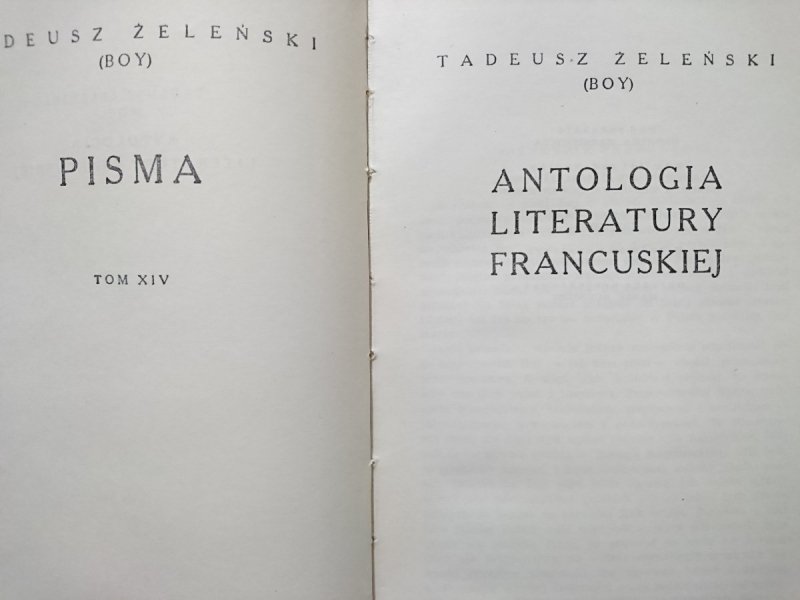 DEUSZ ŻELEŃSKI
(BOY)
PISMA
TOM XIV
TADEUSZ ŻELEŃSKI
(BOY)
ANTOLOGIA
LITERATURY
FRANCUSKIEJ